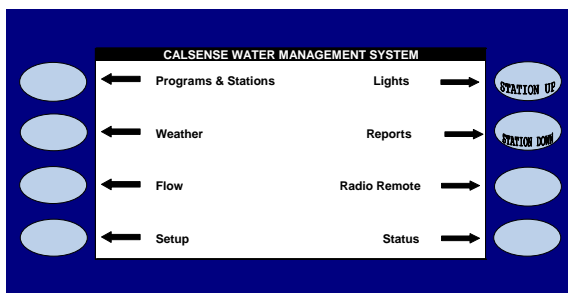 CALSENSE WATER MANAGEMENT SYSTEM
Programs & Stations Lights STATION UP
Weather Reports STATION DOWN
Flow Radio Remote
Setup Status